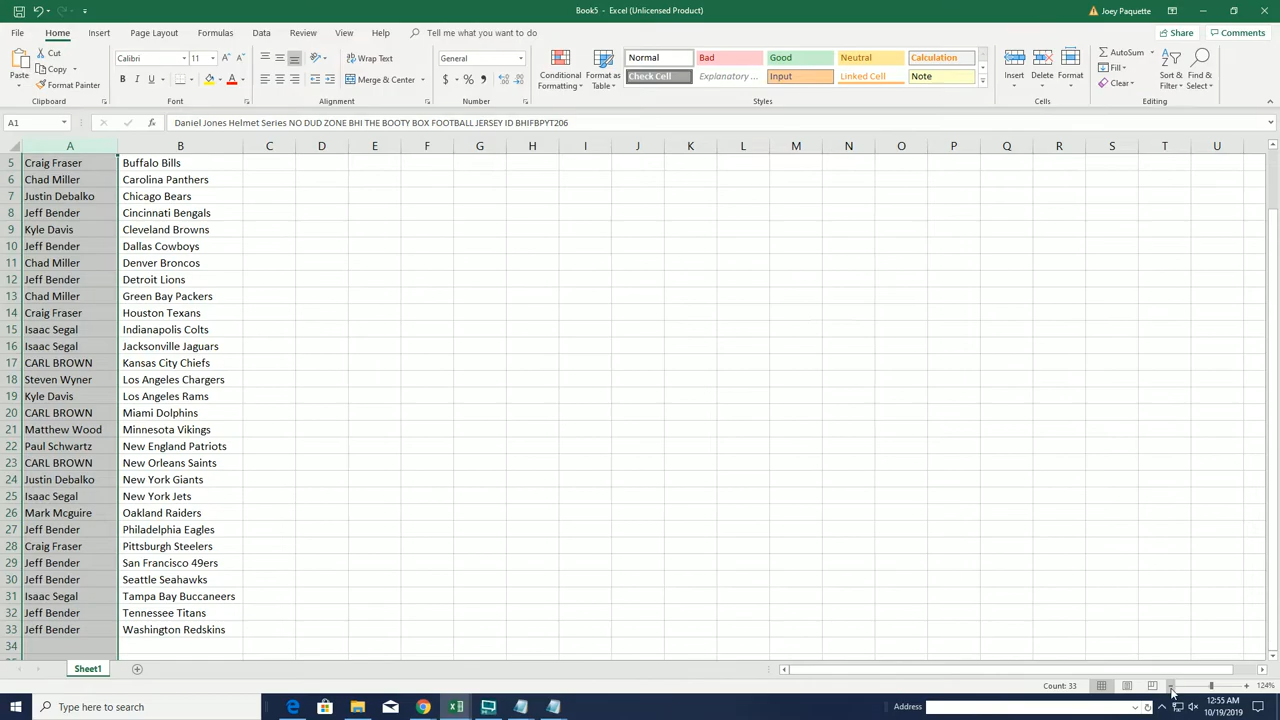 Book5 - Excel (Unlicensed Product)
Joey Paquette
File Home Insert Page Layout Formulas Data Review View Help Tell me what you want to do
Share Comments
Paste
Cut
Copy
Format Painter
Clipboard
Calibri 11
B I U
Font
Wrap Text
Merge & Center
Alignment
General
$ % ,
Number
Conditional Formatting
Format as Table
Normal Bad Good Neutral Calculation
Check Cell Explanatory ... Input Linked Cell Note
Styles
Insert Delete Format
Cells
AutoSum
Fill
Clear
Sort & Filter
Find & Select
Editing
A1 fx Daniel Jones Helmet Series NO DUD ZONE BHI THE BOOTY BOX FOOTBALL JERSEY ID BHIFBPYT206
A B C D E F G H I J K L M N O P Q R S T U
5 Craig Fraser Buffalo Bills
6 Chad Miller Carolina Panthers
7 Justin Debalko Chicago Bears
8 Jeff Bender Cincinnati Bengals
9 Kyle Davis Cleveland Browns
10 Jeff Bender Dallas Cowboys
11 Chad Miller Denver Broncos
12 Jeff Bender Detroit Lions
13 Chad Miller Green Bay Packers
14 Craig Fraser Houston Texans
15 Isaac Segal Indianapolis Colts
16 Isaac Segal Jacksonville Jaguars
17 CARL BROWN Kansas City Chiefs
18 Steven Wyner Los Angeles Chargers
19 Kyle Davis Los Angeles Rams
20 CARL BROWN Miami Dolphins
21 Matthew Wood Minnesota Vikings
22 Paul Schwartz New England Patriots
23 CARL BROWN New Orleans Saints
24 Justin Debalko New York Giants
25 Isaac Segal New York Jets
26 Mark Mcguire Oakland Raiders
27 Jeff Bender Philadelphia Eagles
28 Craig Fraser Pittsburgh Steelers
29 Jeff Bender San Francisco 49ers
30 Jeff Bender Seattle Seahawks
31 Isaac Segal Tampa Bay Buccaneers
32 Jeff Bender Tennessee Titans
33 Jeff Bender Washington Redskins
34
Sheet1
Count: 33
124%
Type here to search
Address
12:55 AM
10/19/2019